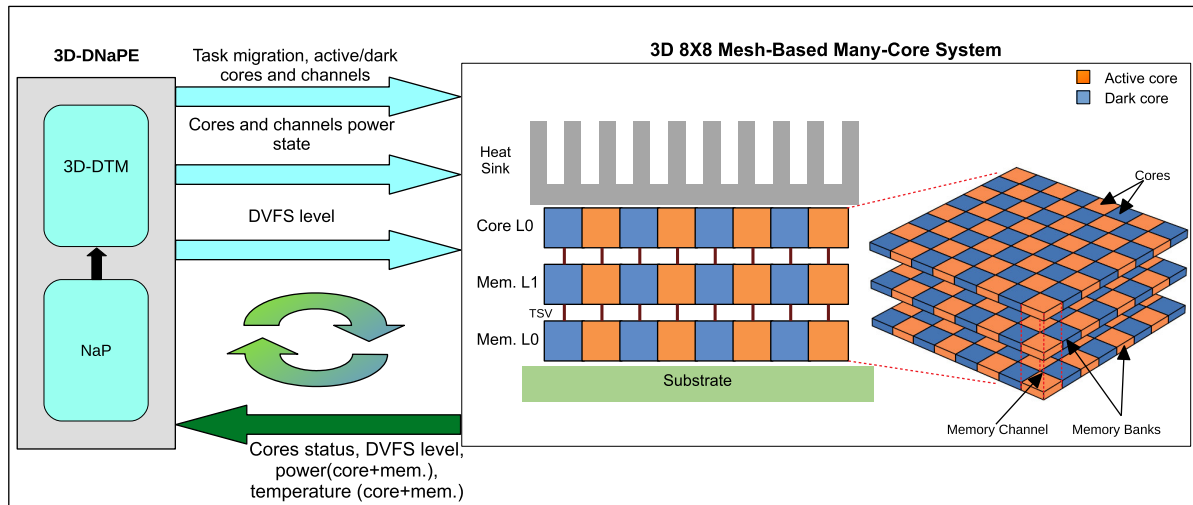 3D-DNaPE
3D-DTM
NaP
Task migration, active/dark
cores and channels
Cores and channels power
state
DVFS level
Cores status, DVFS level,
power(core+mem.),
temperature (core+mem.)
3D 8X8 Mesh-Based Many-Core System
Active core
Dark core
Heat
Sink
Core L0
Mem. L1
TSV
Mem. L0
Substrate
Cores
Memory Channel
Memory Banks